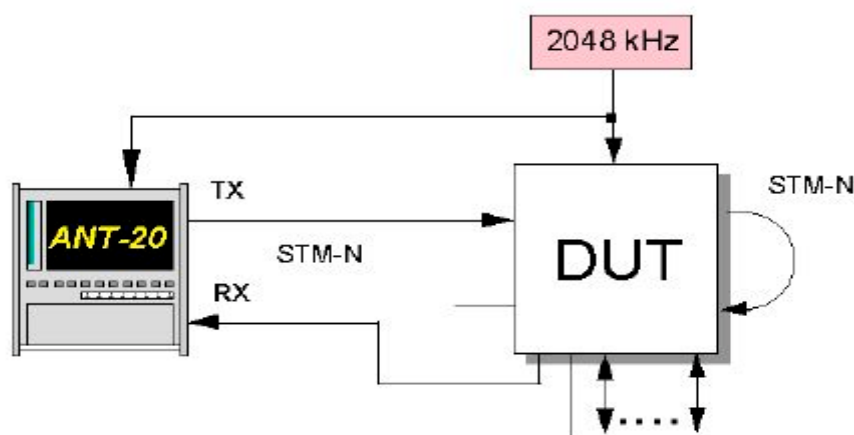 2048 kHz
TX
STM-N
ANT-20
STM-N
DUT
RX